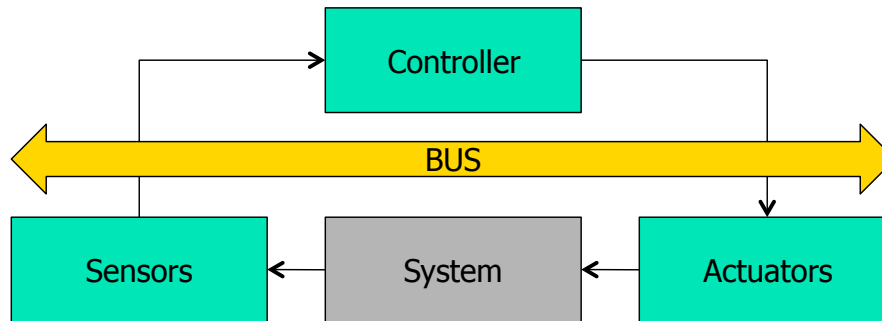 Controller
BUS
Sensors
System
Actuators